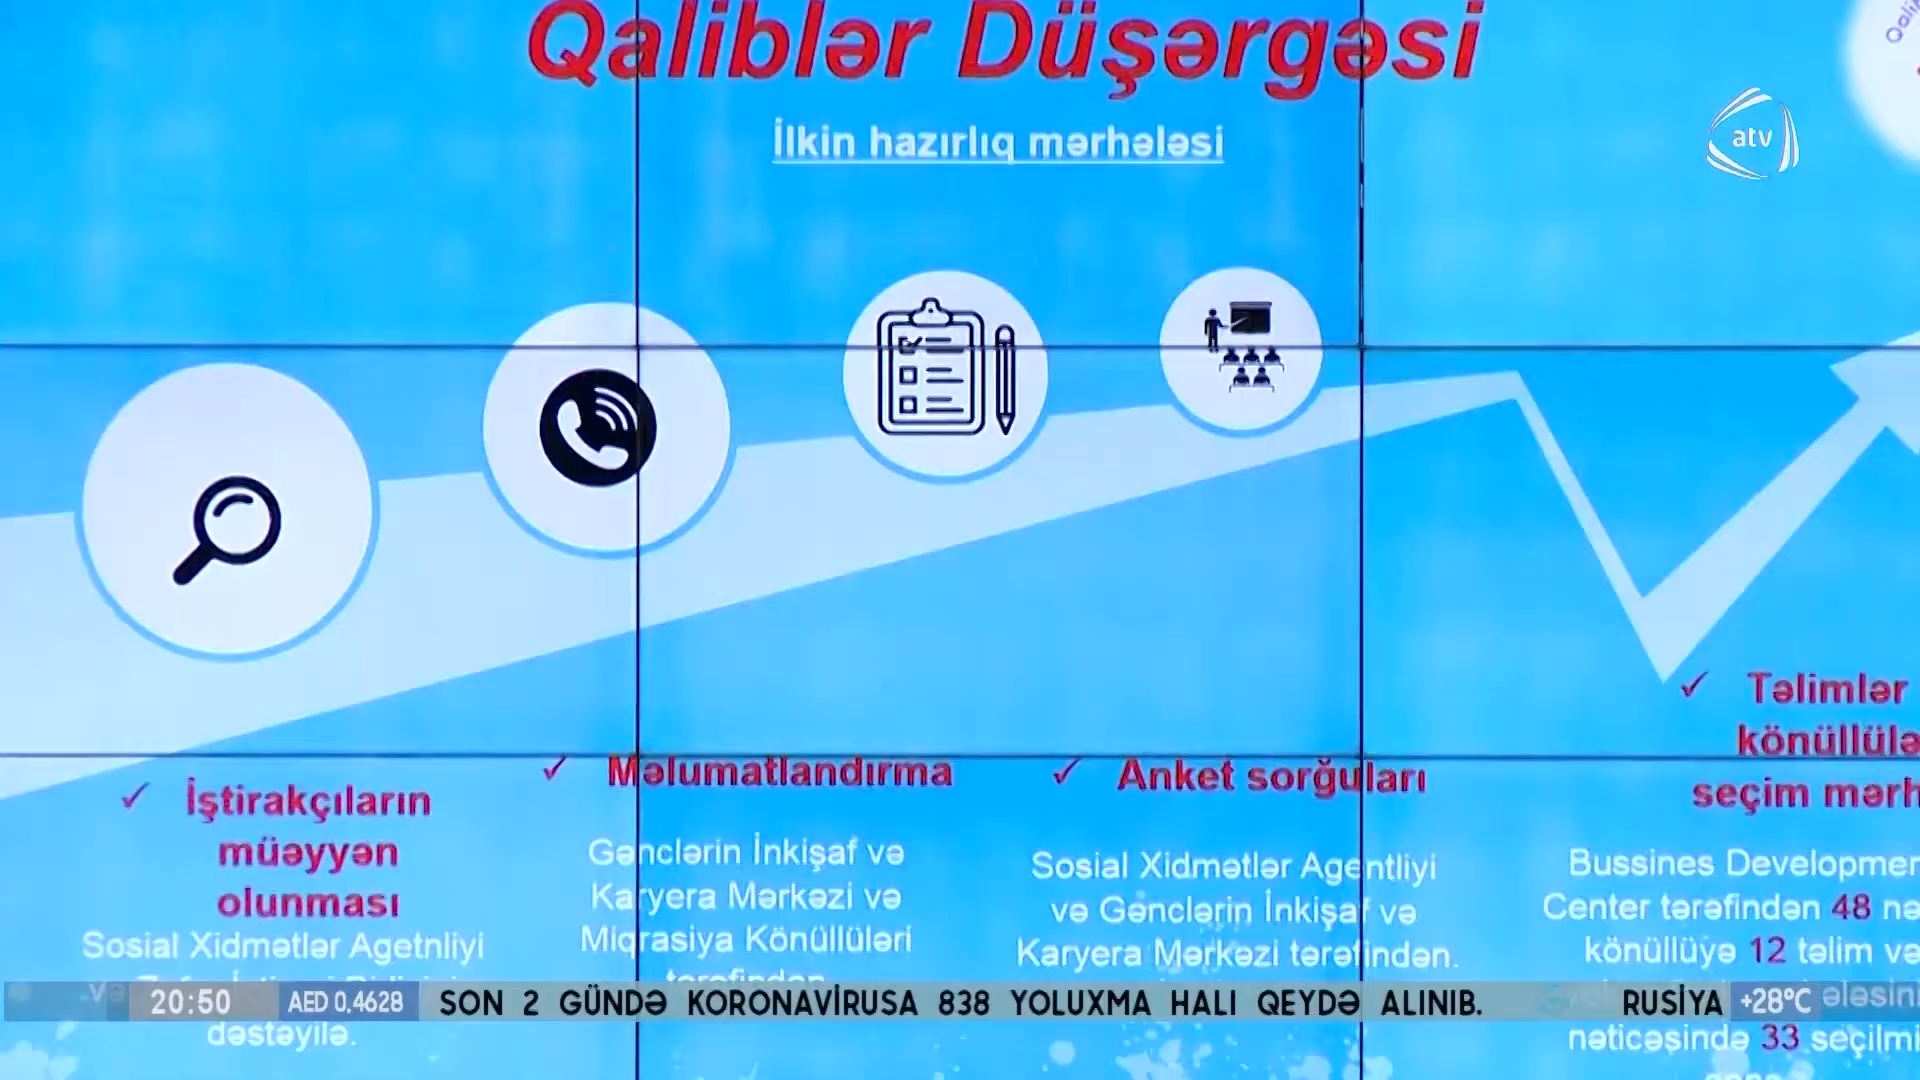 Qaliblər Düşərgəsi
İlkin hazırlıq mərhələsi
atv
✓ İştirakçıların
müəyyən
olunması
Sosial Xidmətlər Agetnliyi
dəstəyilə.
✓ Məlumatlandırma
Gənclərin İnkişaf və
Karyera Mərkəzi və
Miqrasiya Könüllüləri
tərəfindən
✓ Anket sorğuları
Sosial Xidmətlər Agentliyi
və Gənclərin İnkişaf və
Karyera Mərkəzi tərəfindən.
✓ Təlimlər
könüllülə
seçim mərh
Bussines Developmen
Center tərəfindən 48 nə
könüllüyə 12 təlim və
nəticəsində 33 seçilmi
20:50 AED 0,4628 SON 2 GÜNDƏ KORONAVİRUSA 838 YOLUXMA HALI QEYDƏ ALINIB. RUSİYA +28°C